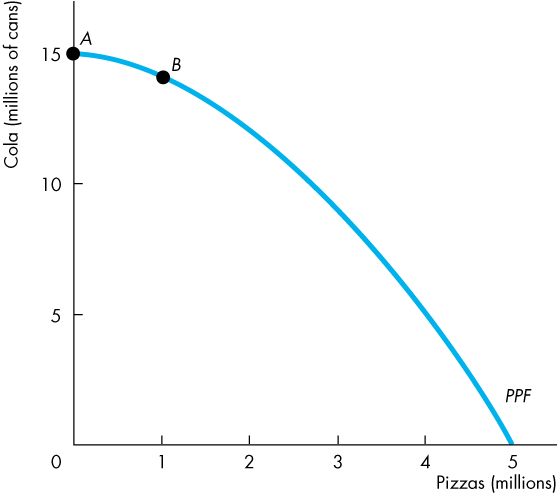 Cola (millions of cans)
A
15
B
10
5
PPF
0 1 2 3 4 5
Pizzas (millions)